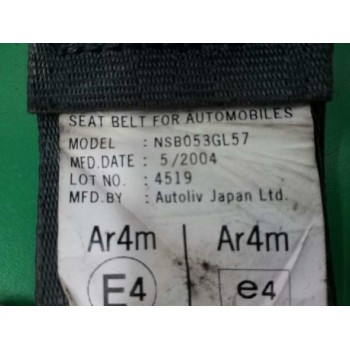 SEAT BELT FOR AUTOMOBILES
MODEL : NSB053GL57
MFD.DATE : 5/2004
LOT NO. : 4519
MFD.BY : Autoliv Japan Ltd.
Ar4m Ar4m
E4 e4